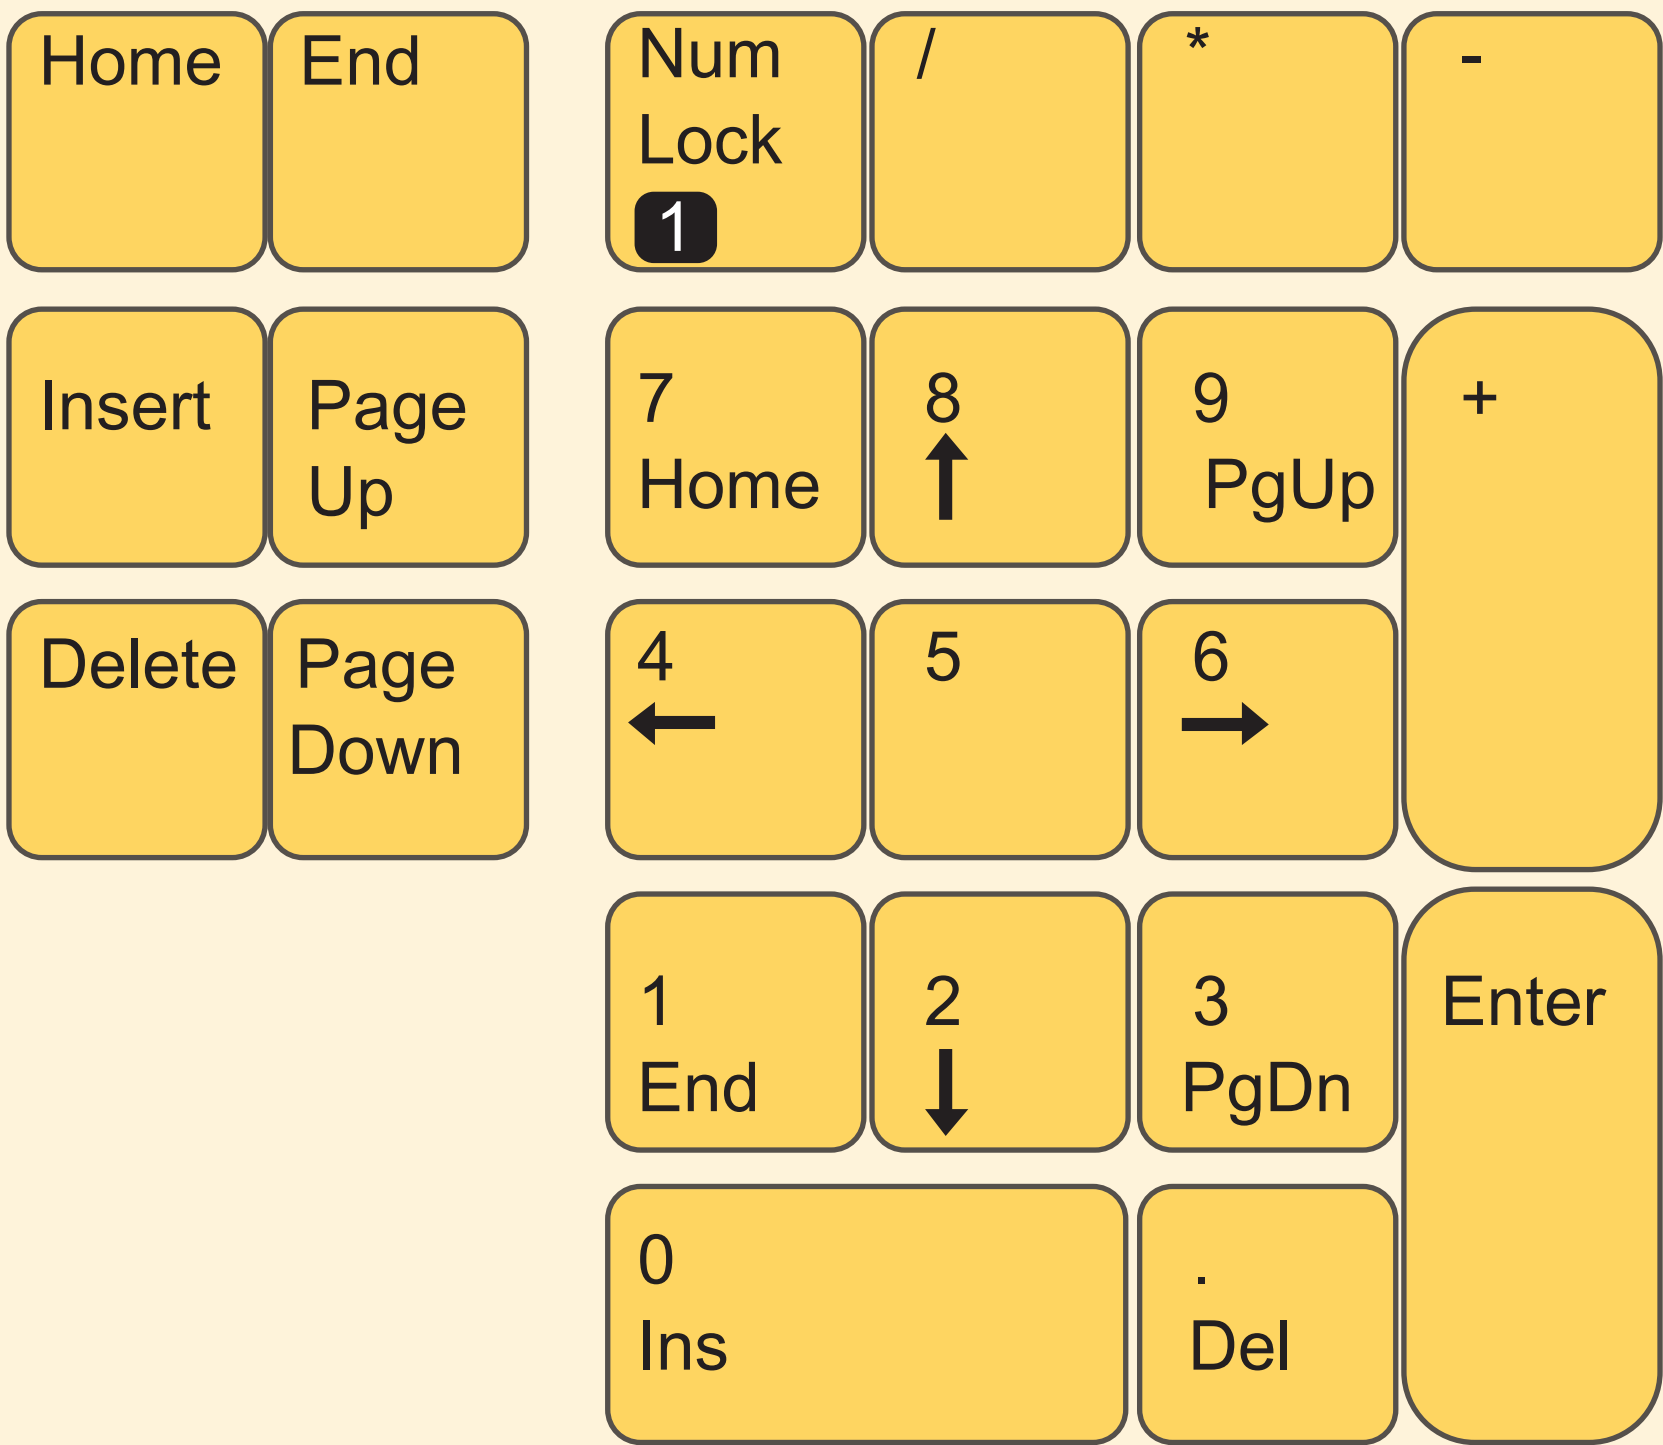 Home
End
Num
Lock
1
/
*
-
Insert
Page
Up
7
Home
8
9
PgUp
+
Delete
Page
Down
4
5
6
1
End
2
3
PgDn
Enter
0
Ins
.
Del